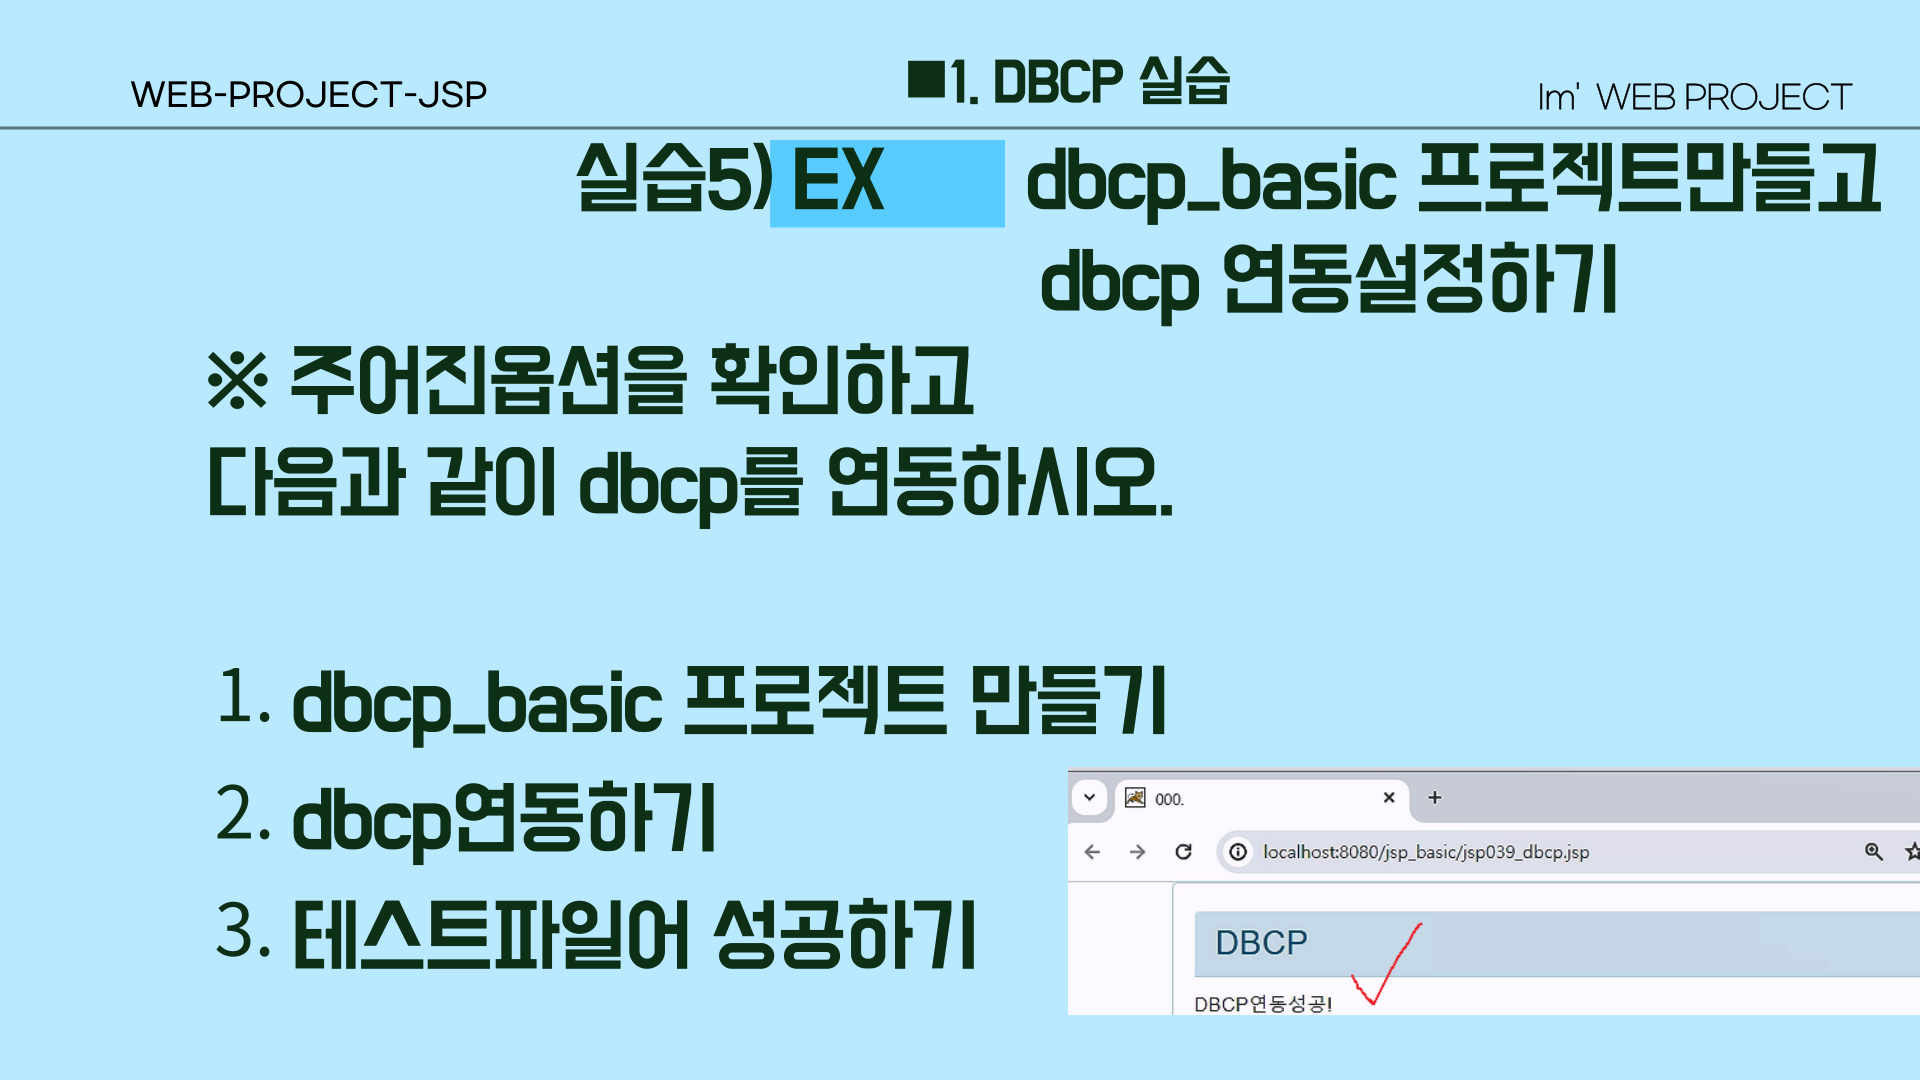 WEB-PROJECT-JSP
■1. DBCP 실습
Im' WEB PROJECT
실습5) EX dbcp_basic 프로젝트만들고
dbcp 연동설정하기
※ 주어진옵션을 확인하고
다음과 같이 dbcp를 연동하시오.
1. dbcp_basic 프로젝트 만들기
2. dbcp연동하기
3. 테스트파일어 성공하기
000.
localhost:8080/jsp_basic/jsp039_dbcp.jsp
DBCP
DBCP연동성공!